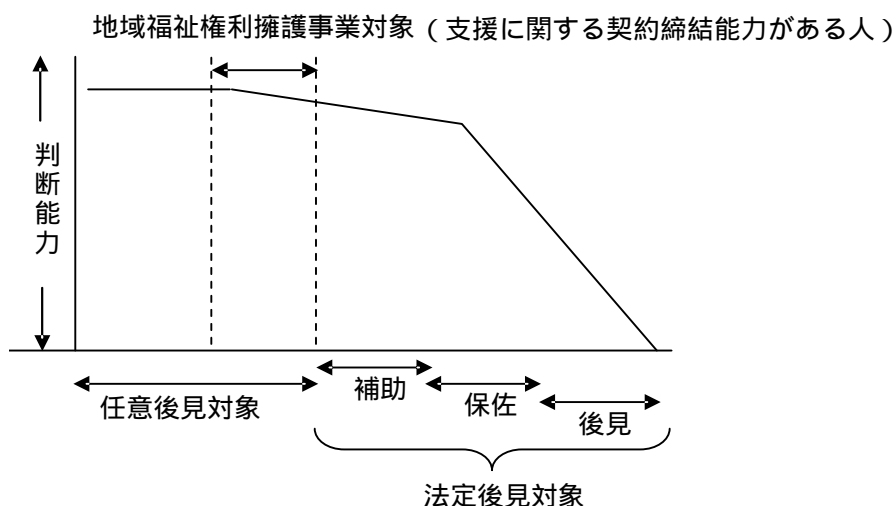 地域福祉権利擁護事業対象（支援に関する契約締結能力がある人）
判断能力
補助
任意後見対象
保佐
後見
法定後見対象